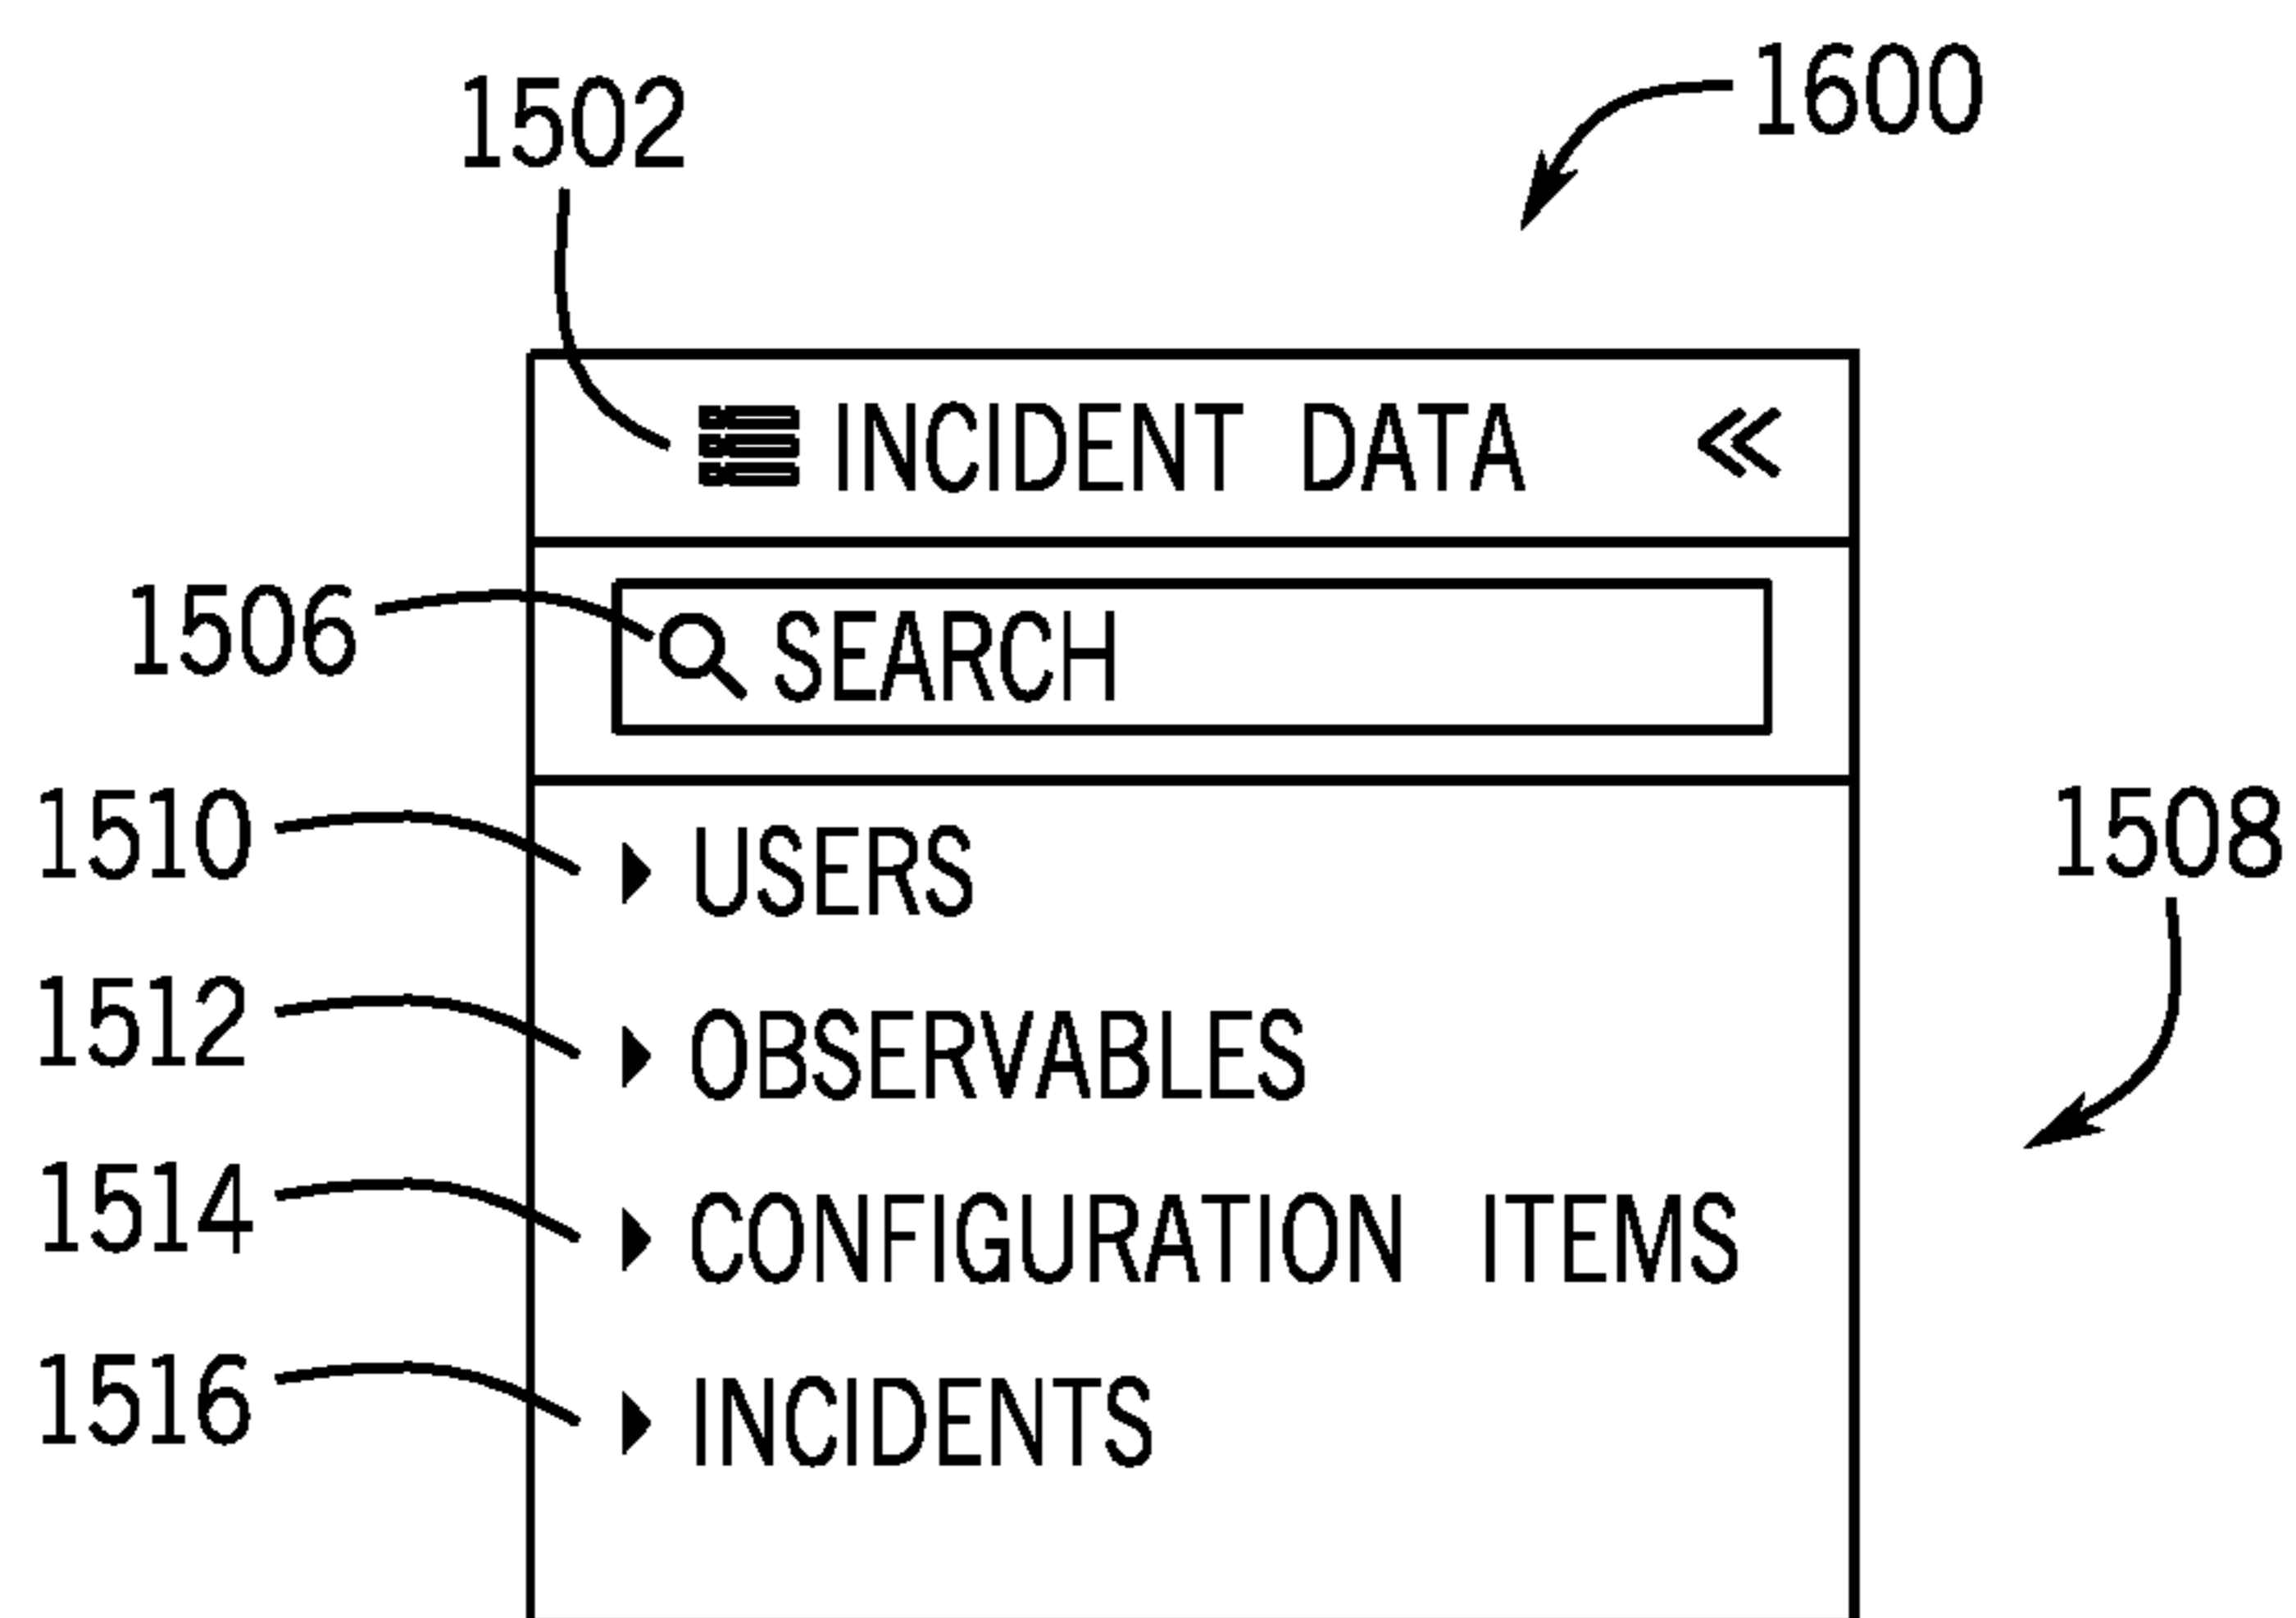 1502
1600
INCIDENT DATA
1506 SEARCH
1510 USERS
1508
1512 OBSERVABLES
1514 CONFIGURATION ITEMS
1516 INCIDENTS